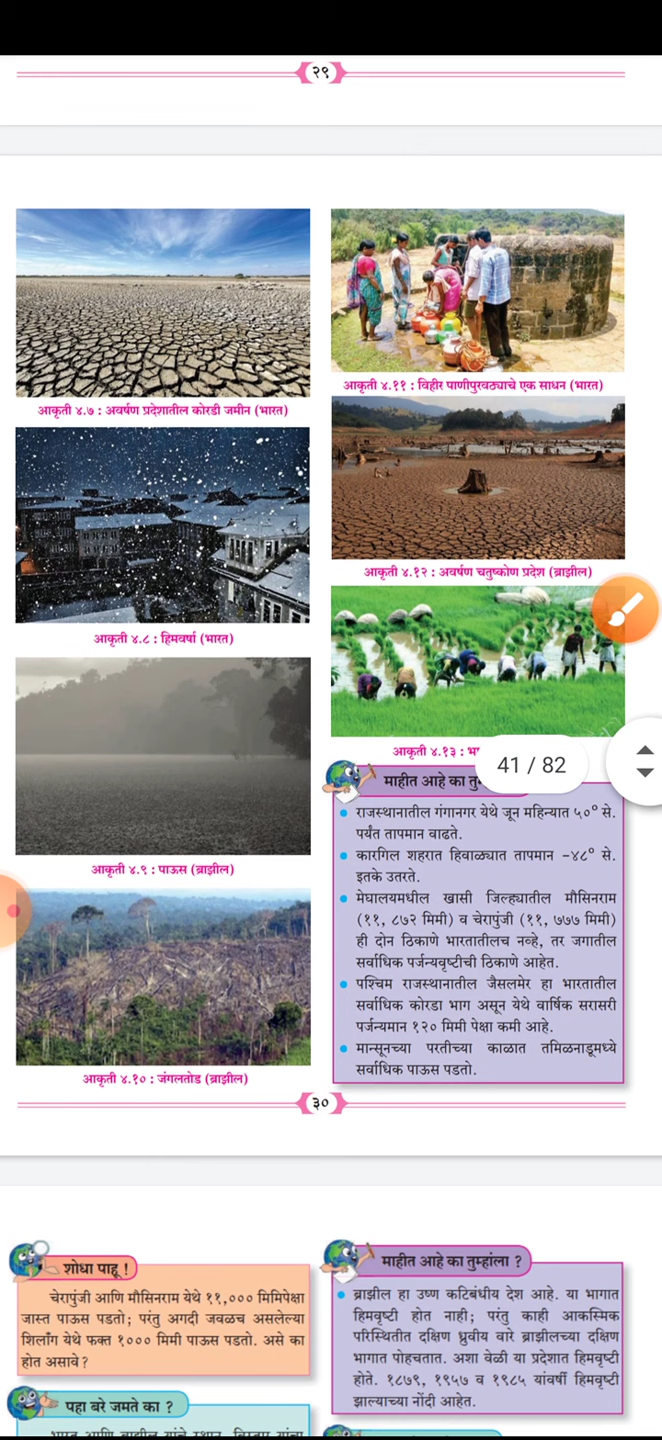 २९
आकृती ४.७ : अवर्षण प्रदेशातील कोरडी जमीन (भारत)
आकृती ४.८ : हिमवर्षा (भारत)
आकृती ४.९ : पाऊस (ब्राझील)
आकृती ४.१० : जंगलतोड (ब्राझील)
आकृती ४.११ : विहीर पाणीपुरवठ्याचे एक साधन (भारत)
आकृती ४.१२ : अवर्षण चतुष्कोण प्रदेश (ब्राझील)
आकृती ४.१३ :
41 / 82
माहीत आहे का
राजस्थानातील गंगानगर येथे जून महिन्यात ५०° से.
पर्यंत तापमान वाढते.
कारगिल शहरात हिवाळ्यात तापमान -४८° से.
इतके उतरते.
मेघालयमधील खासी जिल्ह्यातील मौसिनराम
(११, ८७२ मिमी) व चेरापुंजी (११, ७७७ मिमी)
ही दोन ठिकाणे भारतातीलच नव्हे, तर जगातील
सर्वाधिक पर्जन्यवृष्टीची ठिकाणे आहेत.
पश्चिम राजस्थानातील जैसलमेर हा भारतातील
सर्वाधिक कोरडा भाग असून येथे वार्षिक सरासरी
पर्जन्यमान १२० मिमी पेक्षा कमी आहे.
मान्सूनच्या परतीच्या काळात तमिळनाडूमध्ये
सर्वाधिक पाऊस पडतो.
३०
शोधा पाहू !
चेरापुंजी आणि मौसिनराम येथे ११,००० मिमिपेक्षा
जास्त पाऊस पडतो; परंतु अगदी जवळच असलेल्या
शिलाँग येथे फक्त १००० मिमी पाऊस पडतो. असे का
होत असावे ?
पहा बरे जमते का ?
माहीत आहे का तुम्हांला ?
ब्राझील हा उष्ण कटिबंधीय देश आहे. या भागात
हिमवृष्टी होत नाही; परंतु काही आकस्मिक
परिस्थितीत दक्षिण ध्रुवीय वारे ब्राझीलच्या दक्षिण
भागात पोहचतात. अशा वेळी या प्रदेशात हिमवृष्टी
होते. १८७९, १९५७ व १९८५ यांवर्षी हिमवृष्टी
झाल्याच्या नोंदी आहेत.